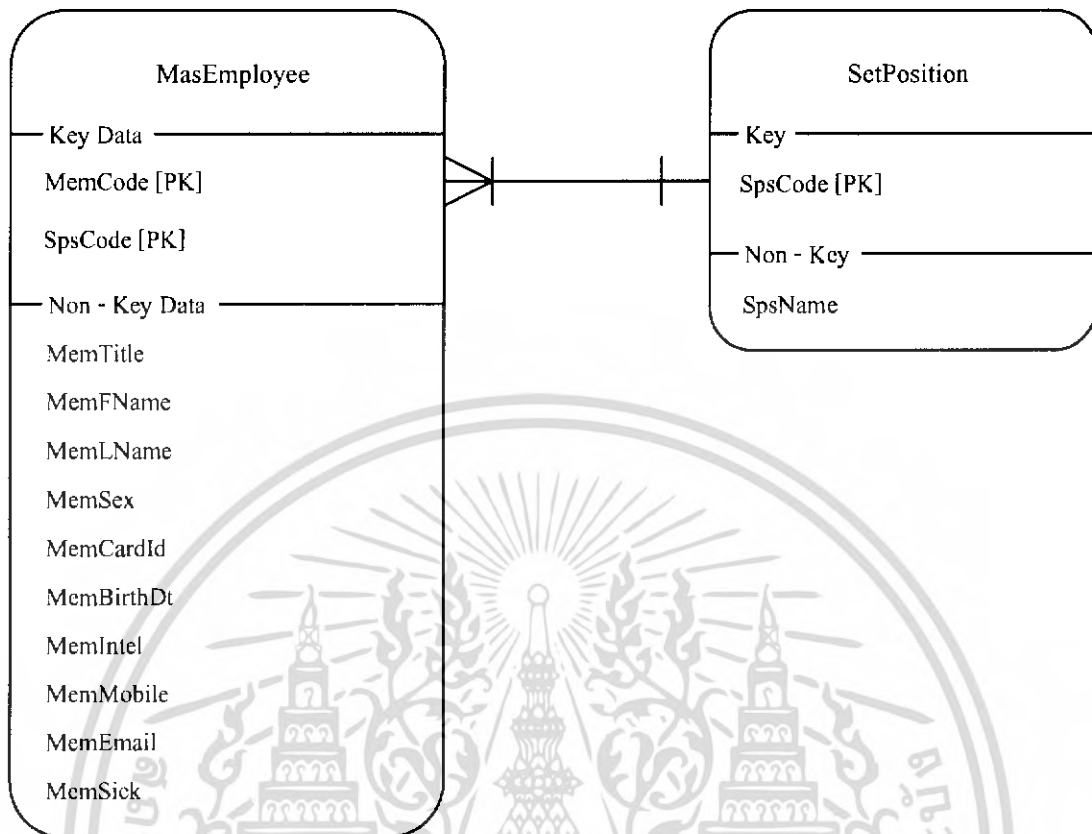 MasEmployee
Key Data
MemCode [PK]
SpsCode [PK]
Non - Key Data
MemTitle
MemFName
MemLName
MemSex
MemCardId
MemBirthDt
MemIntel
MemMobile
MemEmail
MemSick
SetPosition
Key
SpsCode [PK]
Non - Key
SpsName